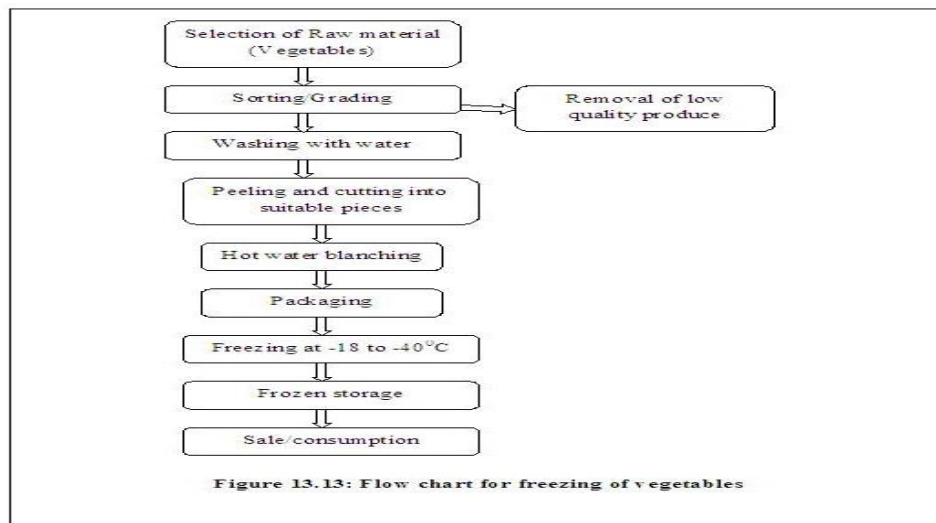 Selection of Raw material
(Vegetables)
Sorting/Grading
Removal of low
quality produce
Washing with water
Peeling and cutting into
suitable pieces
Hot water blanching
Packaging
Freezing at -18 to -40°C
Frozen storage
Sale/consumption
Figure 13.13: Flow chart for freezing of vegetables